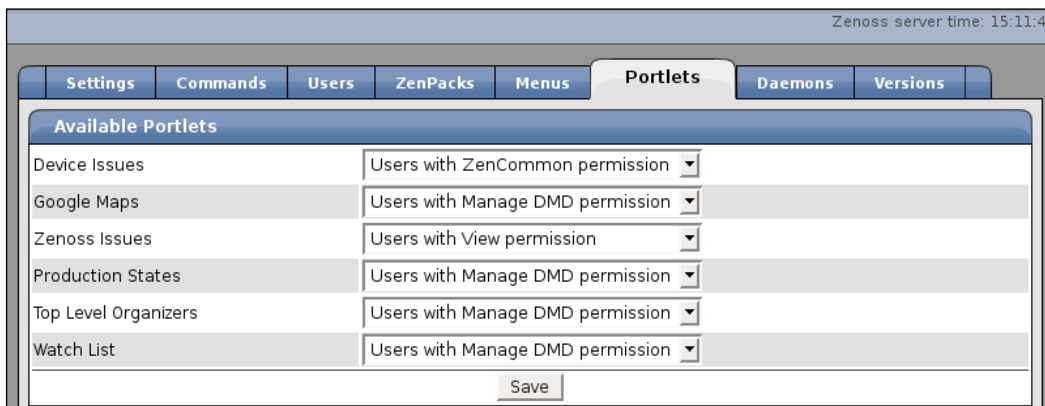 Zenoss server time: 15:11:4
Settings Commands Users ZenPacks Menus Portlets Daemons Versions
Available Portlets
Device Issues Users with ZenCommon permission
Google Maps Users with Manage DMD permission
Zenoss Issues Users with View permission
Production States Users with Manage DMD permission
Top Level Organizers Users with Manage DMD permission
Watch List Users with Manage DMD permission
Save